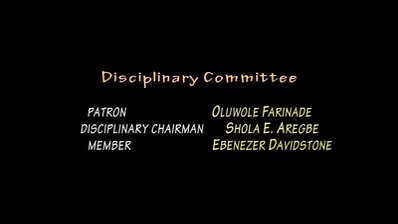 Disciplinary Committee
PATRON OLUWOLE FARINADE
DISCIPLINARY CHAIRMAN SHOLA E. AREGBE
MEMBER EBENEZER DAVIDSTONE